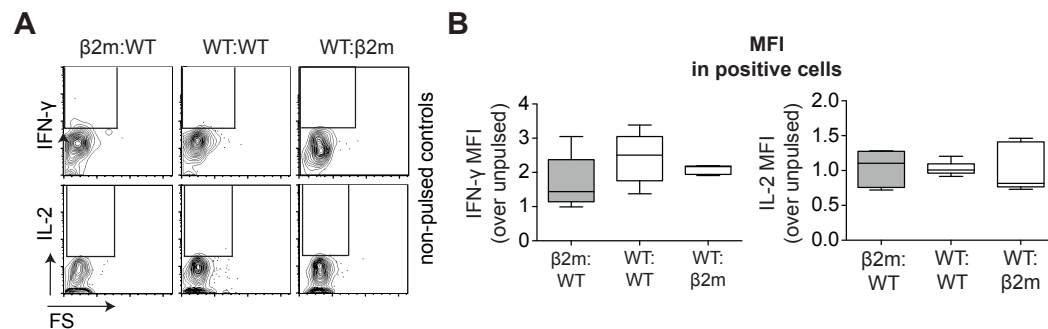 A
β2m:WT WT:WT WT:β2m
IFN-γ
IL-2
FS
non-pulsed controls
B
MFI
in positive cells
IFN-γ MFI
(over unpulsed)
4
3
2
1
0
β2m:
WT
WT:
WT
WT:
β2m
IL-2 MFI
(over unpulsed)
2.0
1.5
1.0
0.5
0.0
β2m:
WT
WT:
WT
WT:
β2m